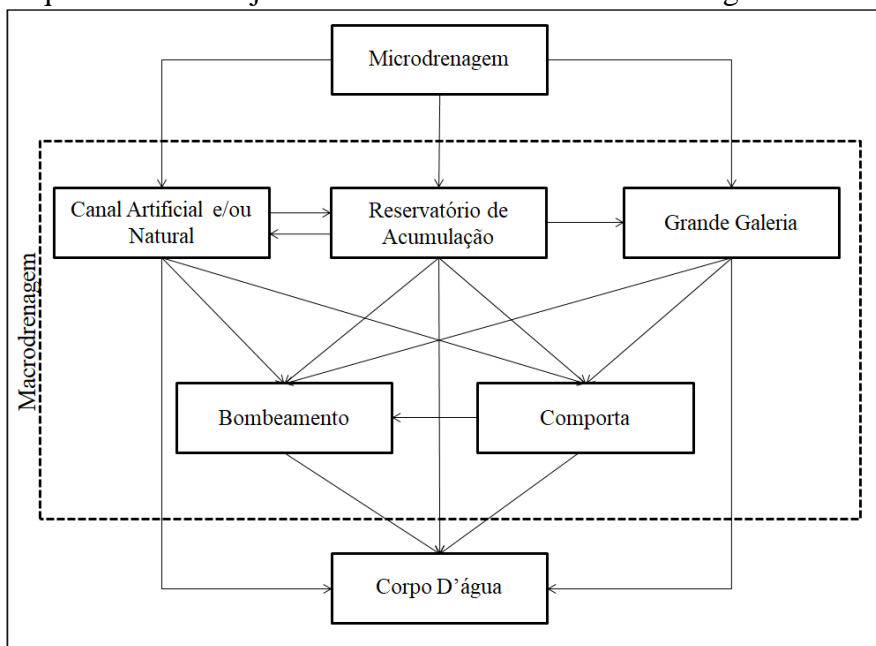 Microdrenagem
Canal Artificial e/ou
Natural
Reservatório de
Acumulação
Grande Galeria
Macrodrenagem
Bombeamento
Comporta
Corpo D'água